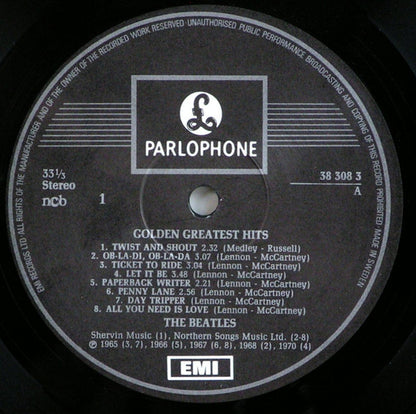 EMI RECORDS LTD ALL RIGHTS OF THE MANUFACTURER AND OF THE OWNER OF THE RECORDED WORK RESERVED · UNAUTHORISED PUBLIC PERFORMANCE BROADCASTING AND COPYING OF THIS RECORD PROHIBITED MADE IN SWEDEN
£
PARLOPHONE
33⅓
Stereo
ncb
1
38 308 3
A
GOLDEN GREATEST HITS
1. TWIST AND SHOUT 2.32 (Medley - Russell)
2. OB-LA-DI, OB-LA-DA 3.07 (Lennon - McCartney)
3. TICKET TO RIDE 3.04 (Lennon - McCartney)
4. LET IT BE 3.48 (Lennon - McCartney)
5. PAPERBACK WRITER 2.21 (Lennon - McCartney)
6. PENNY LANE 2.56 (Lennon - McCartney)
7. DAY TRIPPER (Lennon - McCartney)
8. ALL YOU NEED IS LOVE (Lennon - McCartney)
THE BEATLES
Shervin Music (1), Northern Songs Music Ltd. (2-8)
℗ 1965 (3, 7), 1966 (5), 1967 (6, 8), 1968 (2), 1970 (4)
EMI